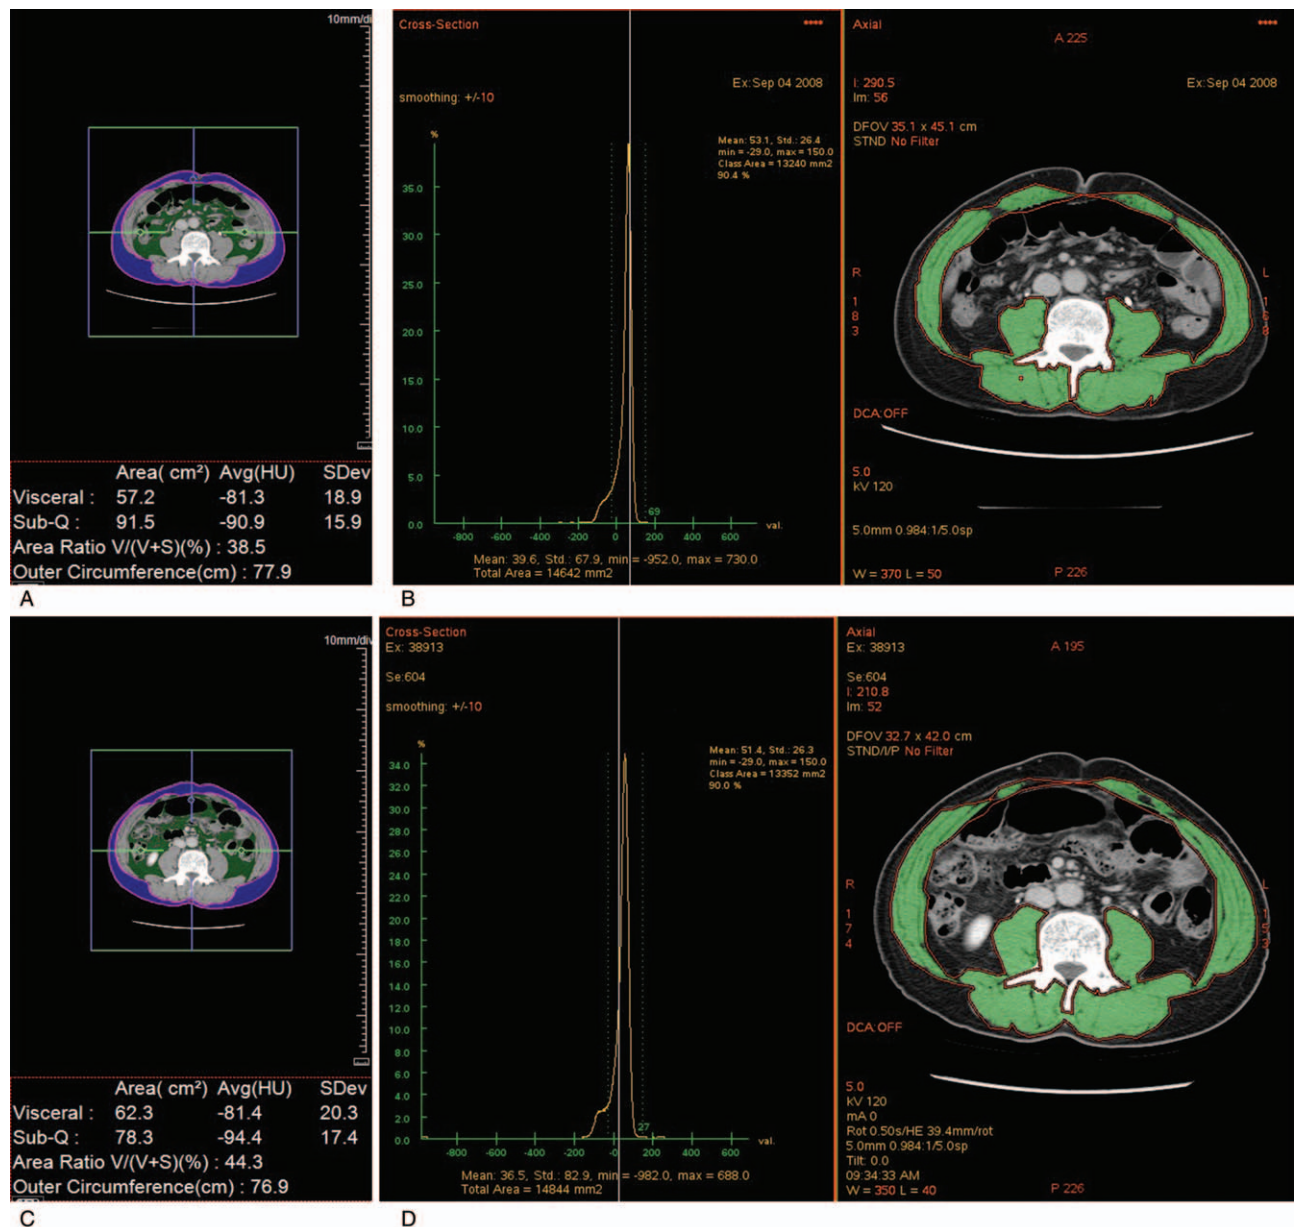 10mm/di
Area( cm²) Avg(HU) SDev
Visceral : 57.2 -81.3 18.9
Sub-Q : 91.5 -90.9 15.9
Area Ratio V/(V+S)(%) : 38.5
Outer Circumference(cm) : 77.9
A
Cross-Section
****
Ex:Sep 04 2008
smoothing: +/-10
%
Mean: 53.1, Std.: 26.4
min = -29.0, max = 150.0
Class Area = 13240 mm2
90.4 %
35.0
30.0
25.0
20.0
15.0
10.0
5.0
0.0
69
-800 -600 -400 -200 0 200 400 600 val.
Mean: 39.6, Std.: 67.9, min = -952.0, max = 730.0
Total Area = 14642 mm2
B
Axial
****
A 225
I: 290.5
Im: 56
Ex:Sep 04 2008
DFOV 35.1 x 45.1 cm
STND No Filter
R
183
L
DCA:OFF
5.0
kV 120
5.0mm 0.984:1/5.0sp
W = 370 L = 50
P 226
10mm/div
Area( cm²) Avg(HU) SDev
Visceral : 62.3 -81.4 20.3
Sub-Q : 78.3 -94.4 17.4
Area Ratio V/(V+S)(%) : 44.3
Outer Circumference(cm) : 76.9
C
Cross-Section
Ex: 38913
Se:604
smoothing: +/-10
%
Mean: 51.4, Std.: 26.3
min = -29.0, max = 150.0
Class Area = 13352 mm2
90.0 %
34.0
32.0
30.0
28.0
26.0
24.0
22.0
20.0
18.0
16.0
14.0
12.0
10.0
8.0
6.0
4.0
2.0
0.0
27
-800 -600 -400 -200 0 200 400 600 val.
Mean: 36.5, Std.: 82.9, min = -982.0, max = 688.0
Total Area = 14844 mm2
D
Axial
Ex: 38913
A 195
Se:604
I: 210.8
Im: 52
DFOV 32.7 x 42.0 cm
STND/I/P No Filter
R
174
L
DCA:OFF
5.0
kV 120
mA 0
Rot 0.50s/HE 39.4mm/rot
5.0mm 0.984:1/5.0sp
Tilt: 0.0
09:34:33 AM
W = 350 L = 40
P 226